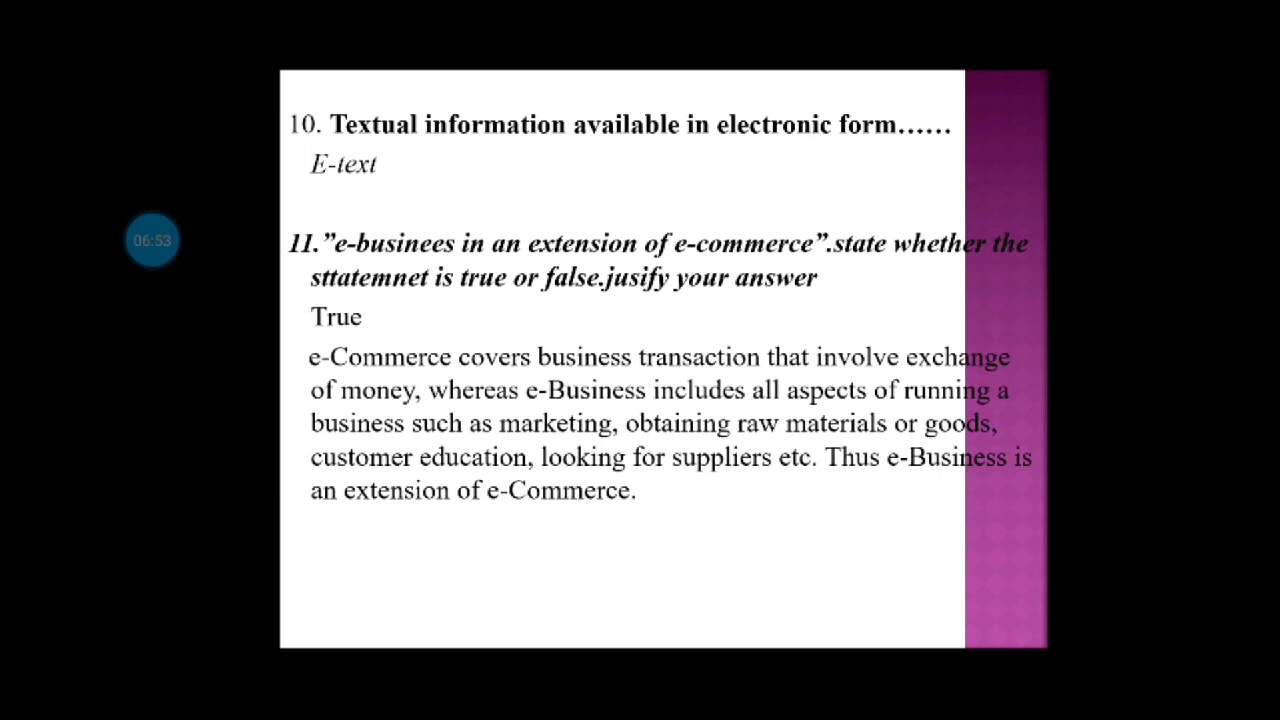 10. Textual information available in electronic form......
E-text
06:53
11.”e-businees in an extension of e-commerce”.state whether the
sttatemnet is true or false.jusify your answer
True
e-Commerce covers business transaction that involve exchange
of money, whereas e-Business includes all aspects of running a
business such as marketing, obtaining raw materials or goods,
customer education, looking for suppliers etc. Thus e-Business is
an extension of e-Commerce.